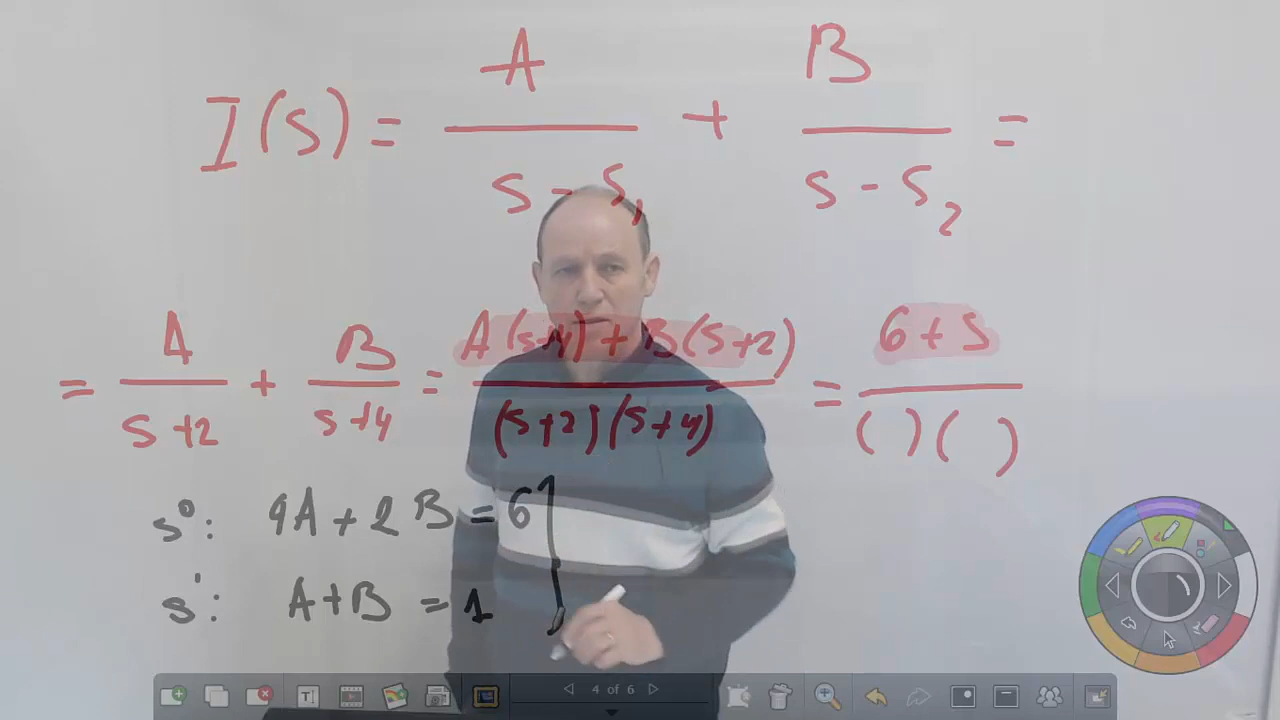 I(s) = A/(s - s₁) + B/(s - s₂) =
= A/(s+2) + B/(s+4) = (A(s+4) + B(s+2))/((s+2)(s+4)) = (6+s)/(( )( ))
s⁰: 4A + 2B = 6
s¹: A+B = 1
4 of 6